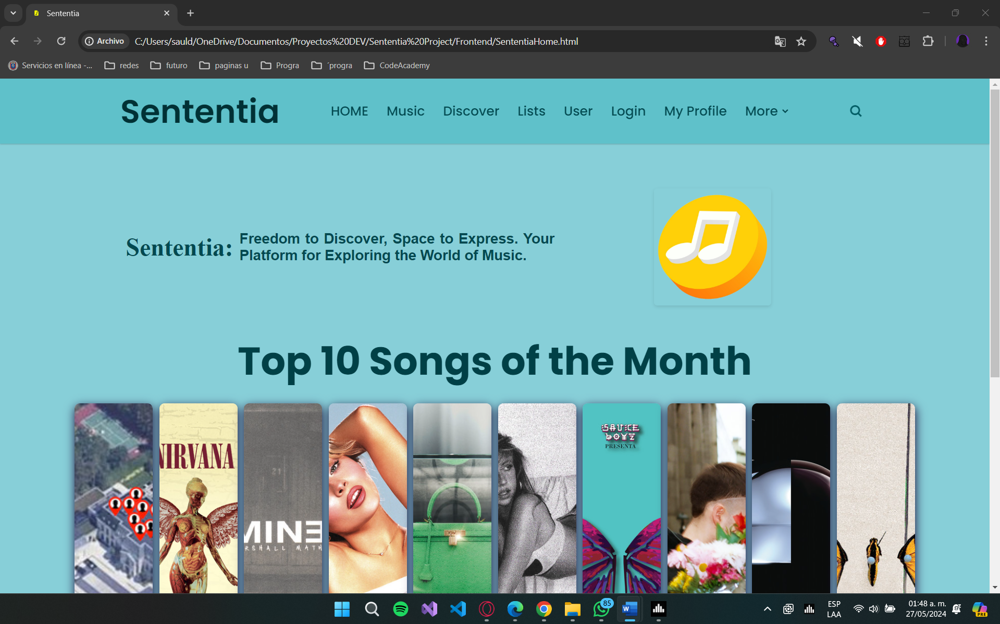 Sententia
Archivo
C:/Users/sauld/OneDrive/Documentos/Proyectos%20DEV/Sententia%20Project/Frontend/SententiaHome.html
Servicios en línea -...
redes
futuro
paginas u
Progra
´progra
CodeAcademy
Sententia
HOME
Music
Discover
Lists
User
Login
My Profile
More
Sententia:
Freedom to Discover, Space to Express. Your
Platform for Exploring the World of Music.
Top 10 Songs of the Month
NIRVANA
21
MINE
RSHALL MATH
SAUCE
BOYZ
PRESENTA
85
W
PRE
ESP
LAA
01:48 a. m.
27/05/2024